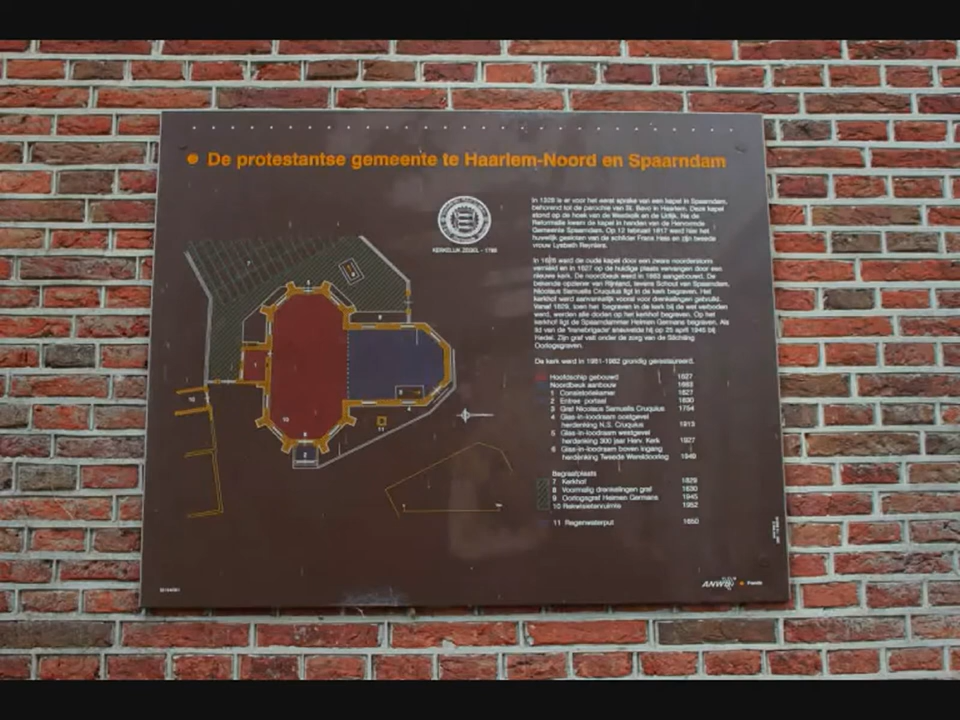 De protestantse gemeente te Haarlem-Noord en Spaarndam
KERKELIJK ZEGEL - 1798
In 1328 is er voor het eerst sprake van een kapel in Spaarndam,
behorend tot de parochie van St. Bavo in Haarlem. Deze kapel
stond op de hoek van de Westkolk en de IJdijk. Na de
Reformatie kwam de kapel in handen van de Hervormde
Gemeente Spaarndam. Op 12 februari 1617 werd hier het
huwelijk gesloten van de schilder Frans Hals en zijn tweede
vrouw Lysbeth Reyniers.
In 1626 werd de oude kapel door een zware noorderstorm
vernield en in 1627 op de huidige plaats vervangen door een
nieuwe kerk. De noordbeuk werd in 1663 aangebouwd. De
bekende opziener van Rijnland, tevens Schout van Spaarndam,
Nicolaus Samuelis Cruquius ligt in de kerk begraven. Het
kerkhof werd aanvankelijk vooral voor drenkelingen gebruikt.
Vanaf 1829, toen het begraven in de kerk bij de wet verboden
werd, werden alle doden op het kerkhof begraven. Op het
kerkhof ligt de Spaarndammer Heimen Germans begraven. Als
lid van de Irenebrigade sneuvelde hij op 25 april 1945 bij
Hedel. Zijn graf valt onder de zorg van de Stichting
Oorlogsgraven.
De kerk werd in 1981-1982 grondig gerestaureerd.
Hoofdschip gebouwd 1627
Noordbeuk aanbouw 1663
1 Consistoriekamer 1627
2 Entree portaal 1830
3 Graf Nicolaus Samuelis Cruquius 1754
4 Glas-in-loodraam oostgevel
herdenking N.S. Cruquius 1913
5 Glas-in-loodraam westgevel
herdenking 300 jaar Herv. Kerk 1927
6 Glas-in-loodraam boven ingang
herdenking Tweede Wereldoorlog 1949
Begraafplaats
7 Kerkhof 1829
8 Voormalig drenkelingen graf 1630
9 Oorlogsgraf Heimen Germans 1945
10 1952
11 Regenwaterput 1650
ANWB